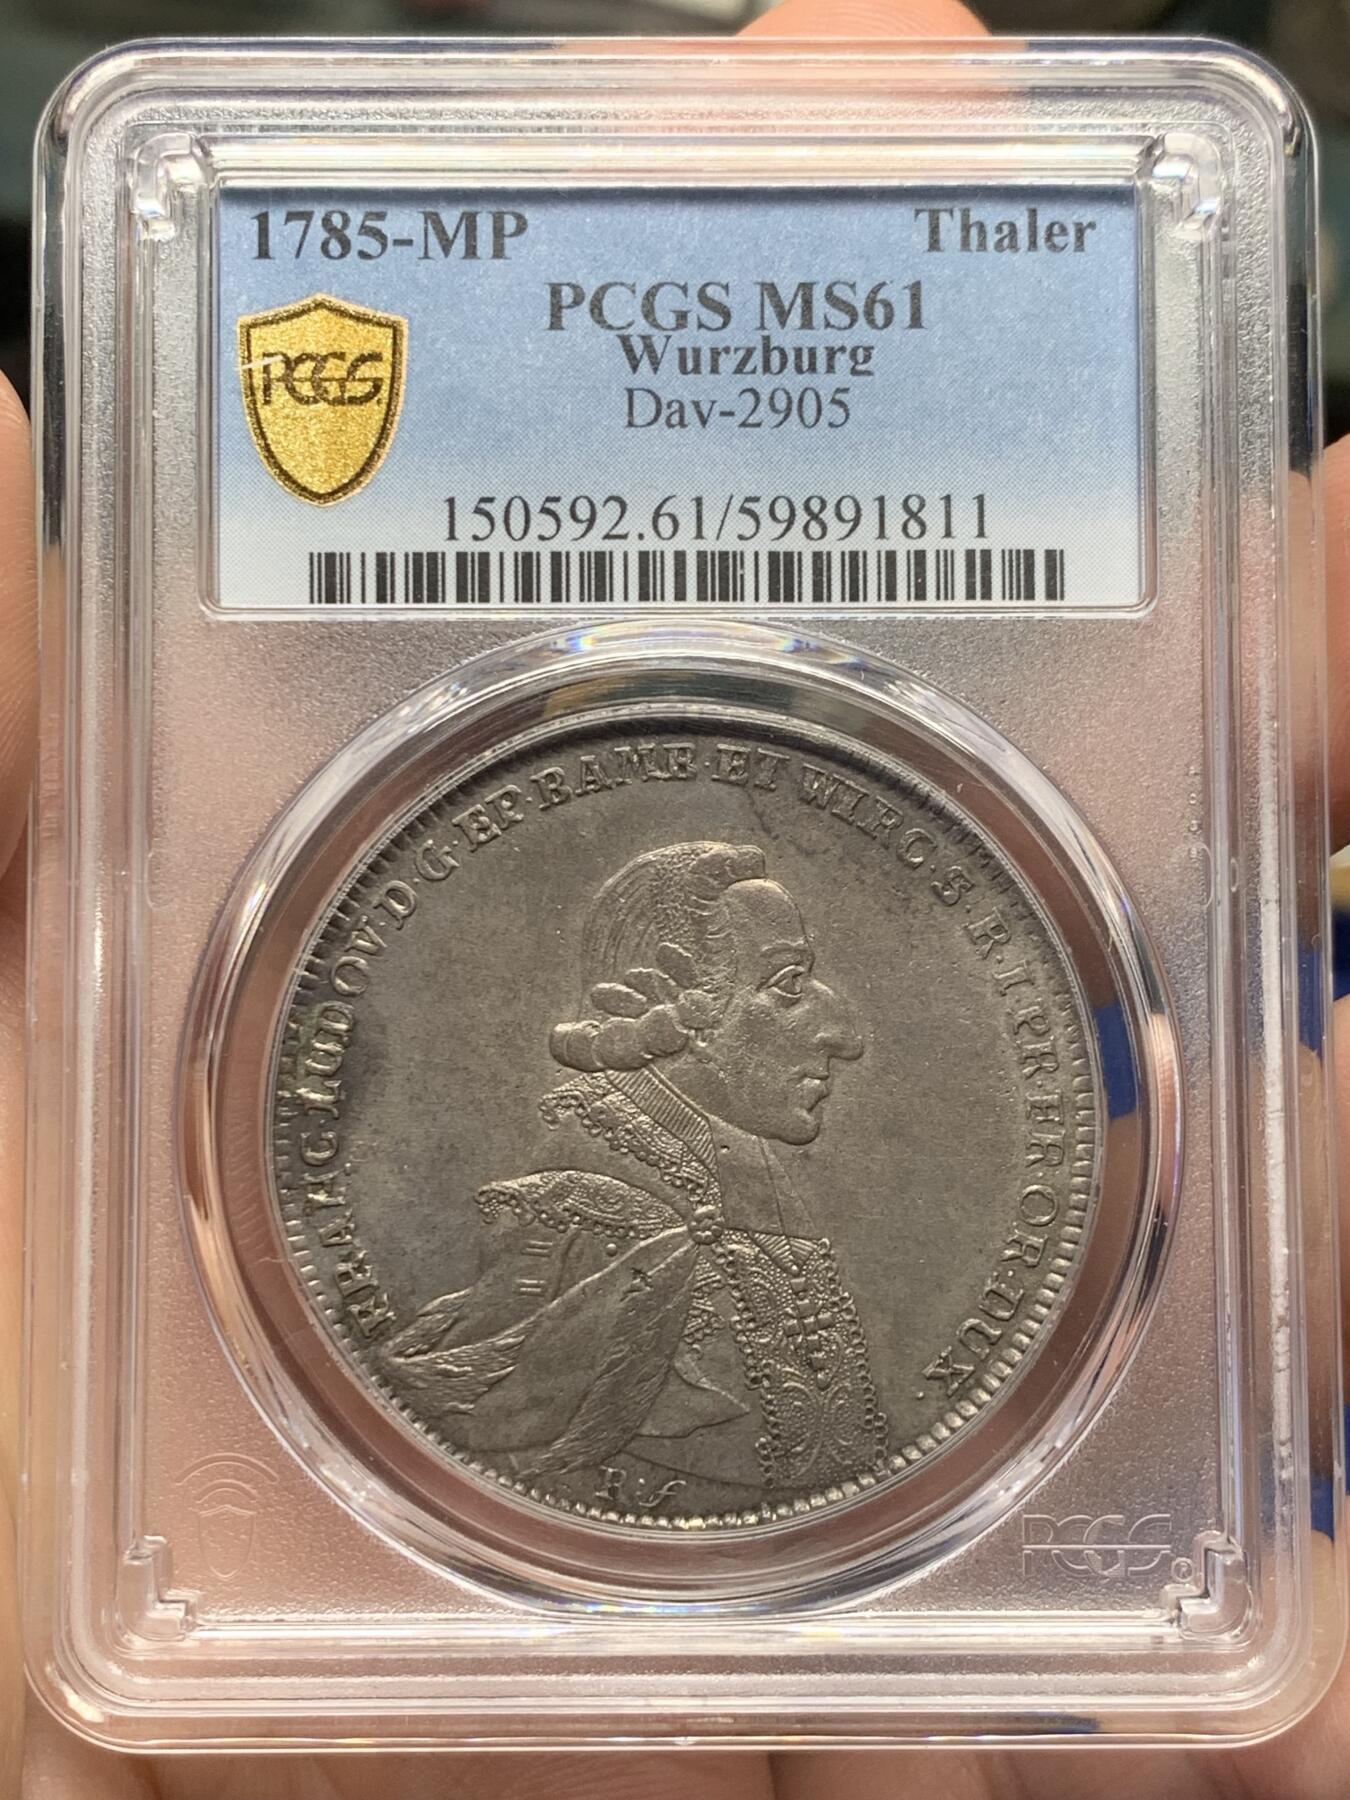 1785-MP Thaler
PCGS MS61
Wurzburg
Dav-2905
PCGS
150592.61/59891811
FRANC·LUDOV D·G·EP·BAMB·ET WIRC·S·R·I·PR·FR·OR·DUX·
R·f
PCGS®